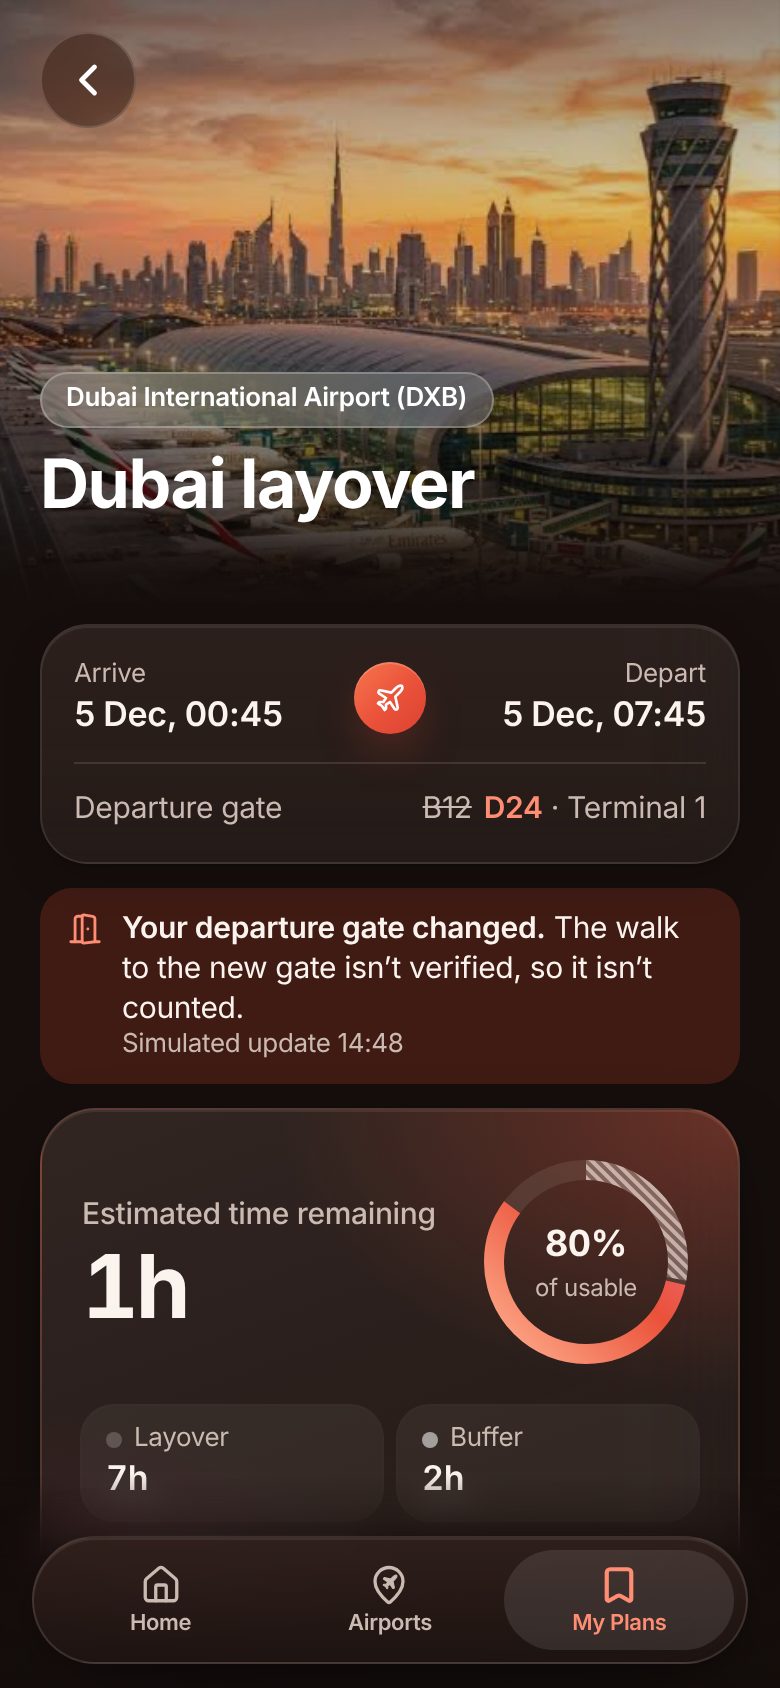 Dubai International Airport (DXB)
Dubai layover
Emirates
Arrive
Depart
5 Dec, 00:45
5 Dec, 07:45
Departure gate
B12 D24 · Terminal 1
Your departure gate changed. The walk
to the new gate isn’t verified, so it isn’t
counted.
Simulated update 14:48
Estimated time remaining
1h
80%
of usable
Layover
7h
Buffer
2h
Home
Airports
My Plans